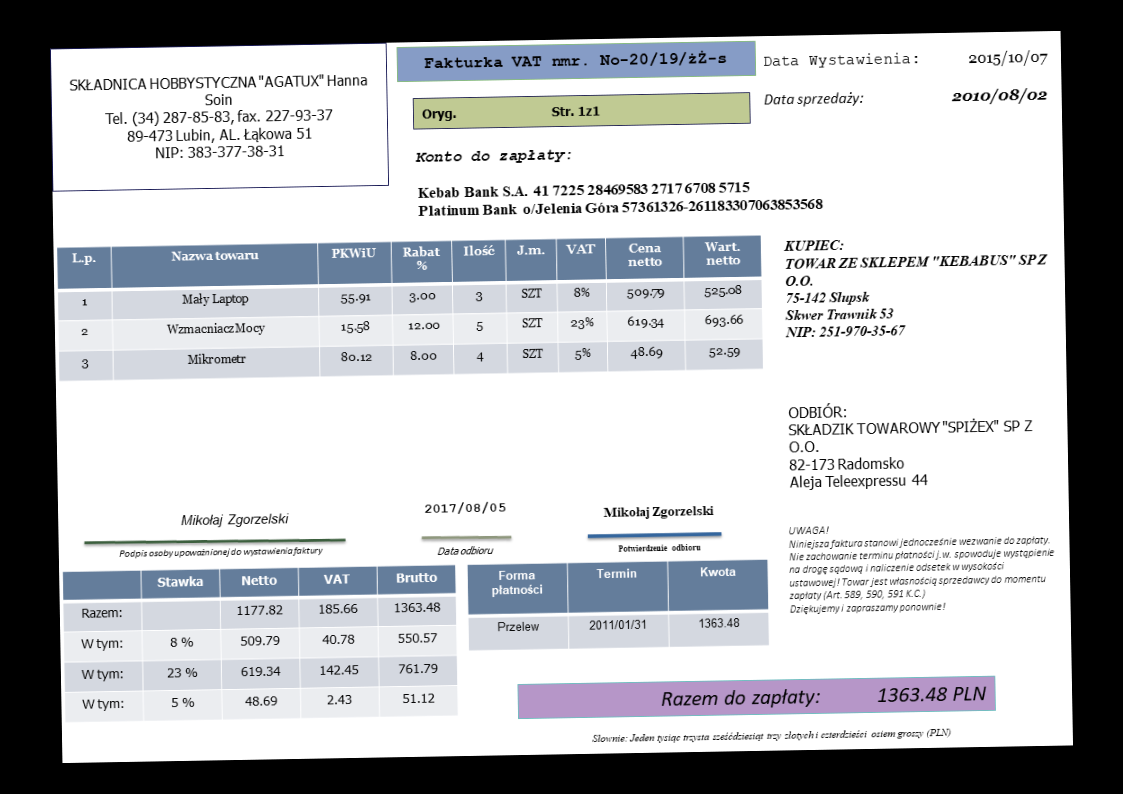 SKŁADNICA HOBBYSTYCZNA "AGATUX" Hanna
Soin
Tel. (34) 287-85-83, fax. 227-93-37
89-473 Lubin, AL. Łąkowa 51
NIP: 383-377-38-31
Fakturka VAT nmr. No-20/19/żŻ-s
Oryg. Str. 1z1
Data Wystawienia: 2015/10/07
Data sprzedaży: 2010/08/02
Konto do zapłaty:
Kebab Bank S.A. 41 7225 28469583 2717 6708 5715
Platinum Bank o/Jelenia Góra 57361326-261183307063853568
L.p. Nazwa towaru PKWiU Rabat % Ilość J.m. VAT Cena netto Wart. netto
1 Mały Laptop 55.91 3.00 3 SZT 8% 509.79 525.08
2 Wzmacniacz Mocy 15.58 12.00 5 SZT 23% 619.34 693.66
3 Mikrometr 80.12 8.00 4 SZT 5% 48.69 52.59
KUPIEC:
TOWAR ZE SKLEPEM "KEBABUS" SP Z
O.O.
75-142 Słupsk
Skwer Trawnik 53
NIP: 251-970-35-67
ODBIÓR:
SKŁADZIK TOWAROWY "SPIŻEX" SP Z
O.O.
82-173 Radomsko
Aleja Teleexpressu 44
Mikołaj Zgorzelski
Podpis osoby upoważnionej do wystawienia faktury
2017/08/05
Data odbioru
Mikołaj Zgorzelski
Potwierdzenie odbioru
UWAGA!
Niniejsza faktura stanowi jednocześnie wezwanie do zapłaty.
Nie zachowanie terminu płatności j.w. spowoduje wystąpienie
na drogę sądową i naliczenie odsetek w wysokości
ustawowej! Towar jest własnością sprzedawcy do momentu
zapłaty (Art. 589, 590, 591 K.C.)
Dziękujemy i zapraszamy ponownie!
Stawka Netto VAT Brutto
Razem: 1177.82 185.66 1363.48
W tym: 8 % 509.79 40.78 550.57
W tym: 23 % 619.34 142.45 761.79
W tym: 5 % 48.69 2.43 51.12
Forma płatności Termin Kwota
Przelew 2011/01/31 1363.48
Razem do zapłaty: 1363.48 PLN
Słownie: Jeden tysiąc trzysta sześćdziesiąt trzy złotych i czterdzieści osiem groszy (PLN)